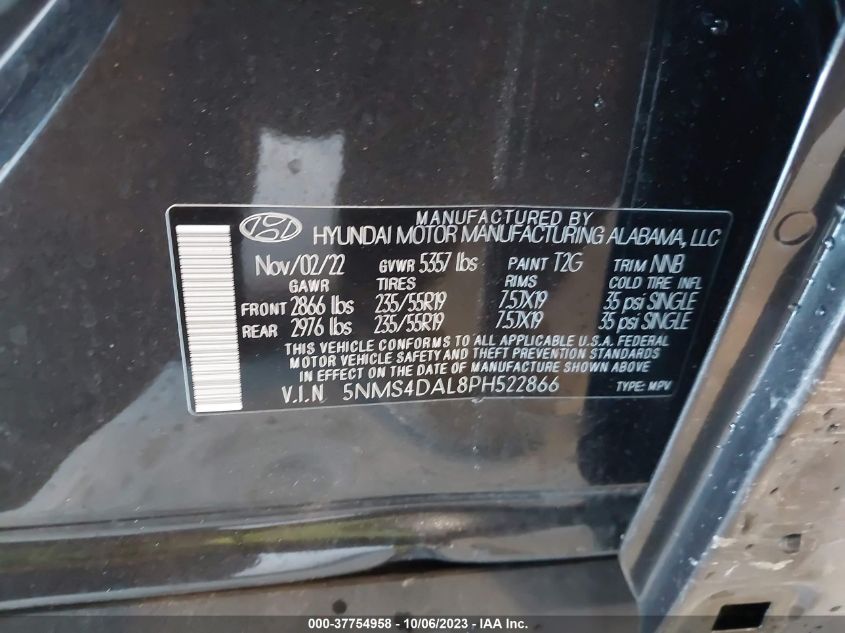 MANUFACTURED BY
HYUNDAI MOTOR MANUFACTURING ALABAMA, LLC
Nov/02/22 GVWR 5357 lbs PAINT T2G TRIM NNB
GAWR TIRES RIMS COLD TIRE INFL
FRONT 2866 lbs 235/55R19 7.5JX19 35 psi SINGLE
REAR 2976 lbs 235/55R19 7.5JX19 35 psi SINGLE
THIS VEHICLE CONFORMS TO ALL APPLICABLE U.S.A. FEDERAL
MOTOR VEHICLE SAFETY AND THEFT PREVENTION STANDARDS
IN EFFECT ON THE DATE OF MANUFACTURE SHOWN ABOVE
V.I.N 5NMS4DAL8PH522866 TYPE: MPV
000-37754958 - 10/06/2023 - Copyright © 2023 IAA, Inc.